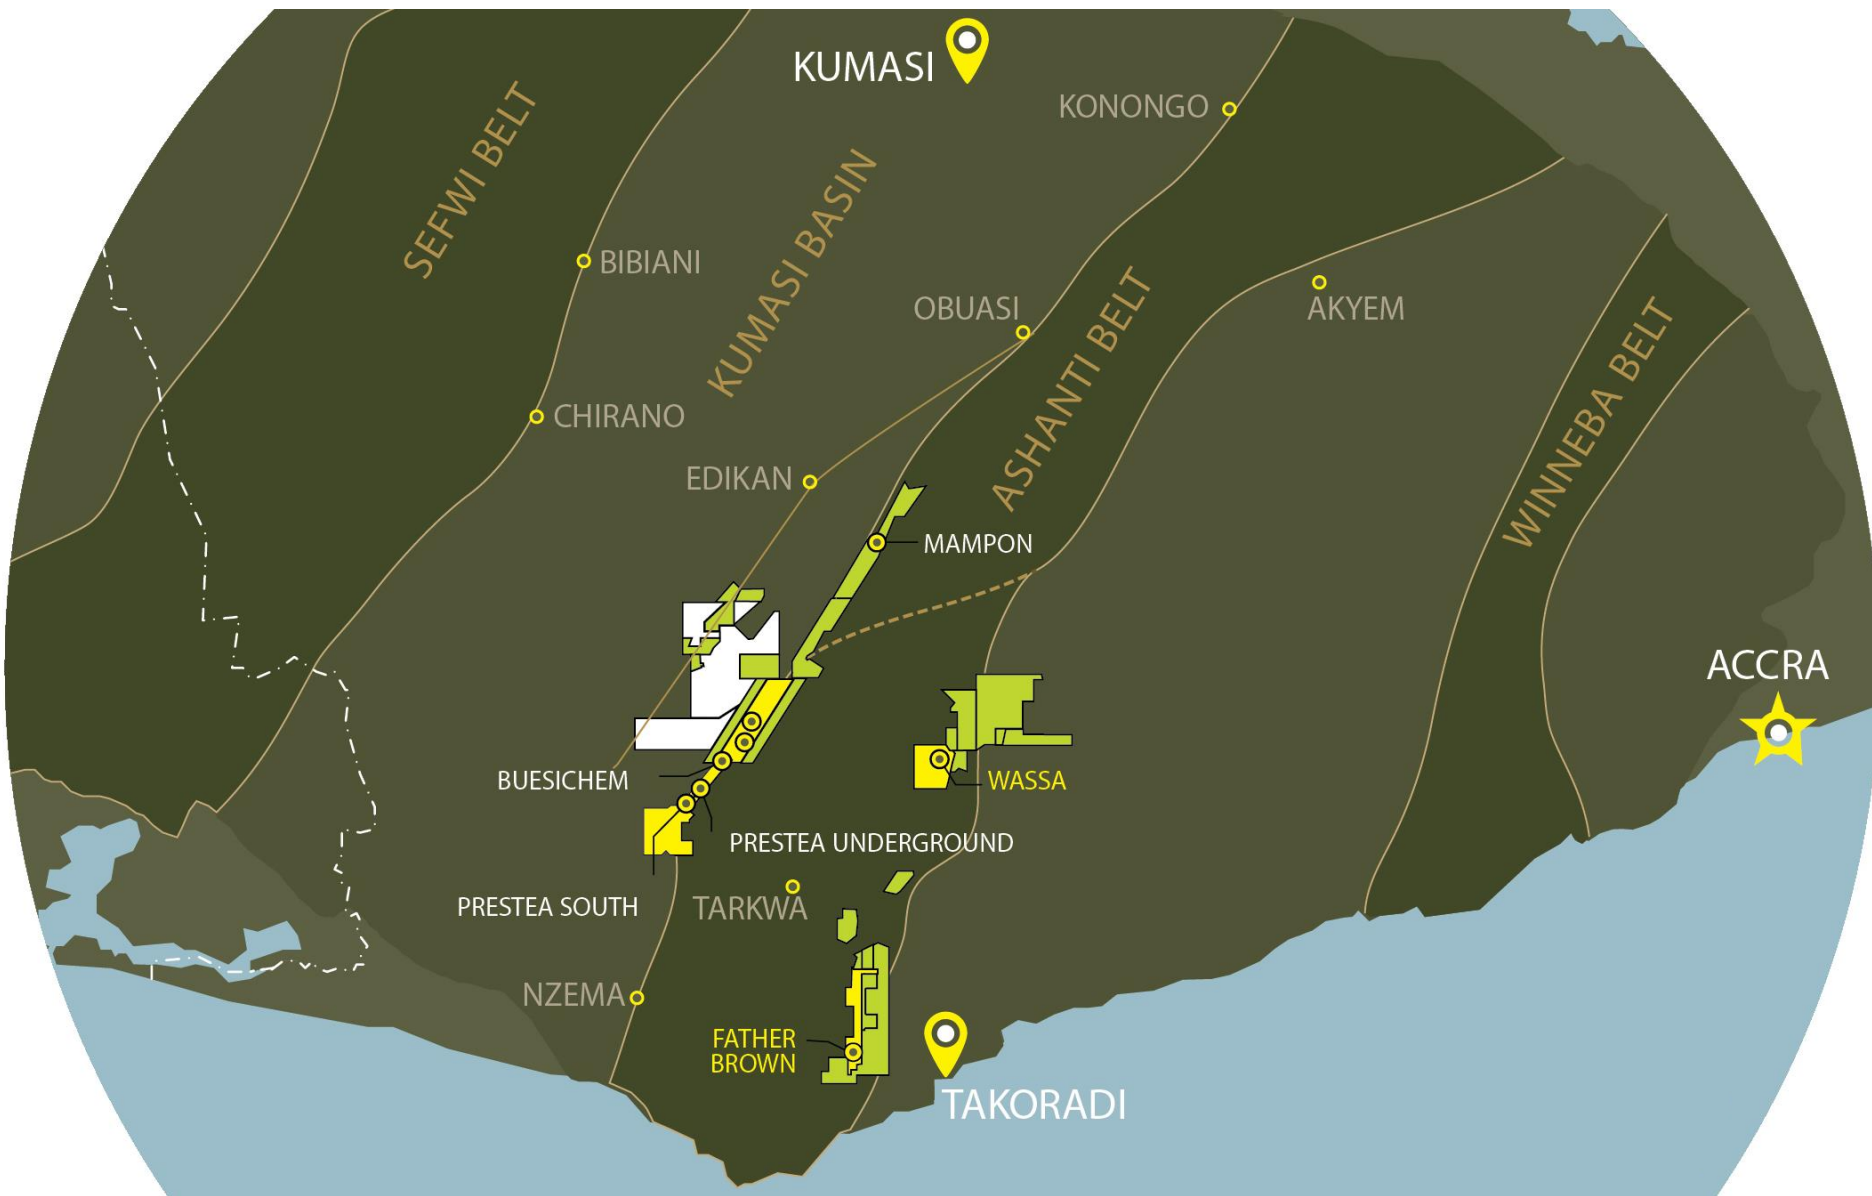 KUMASI
KONONGO
SEFWI BELT
KUMASI BASIN
BIBIANI
OBUASI
AKYEM
ASHANTI BELT
WINNEBA BELT
CHIRANO
EDIKAN
MAMPON
ACCRA
BUESICHEM
WASSA
PRESTEA UNDERGROUND
PRESTEA SOUTH
TARKWA
NZEMA
FATHER
BROWN
TAKORADI